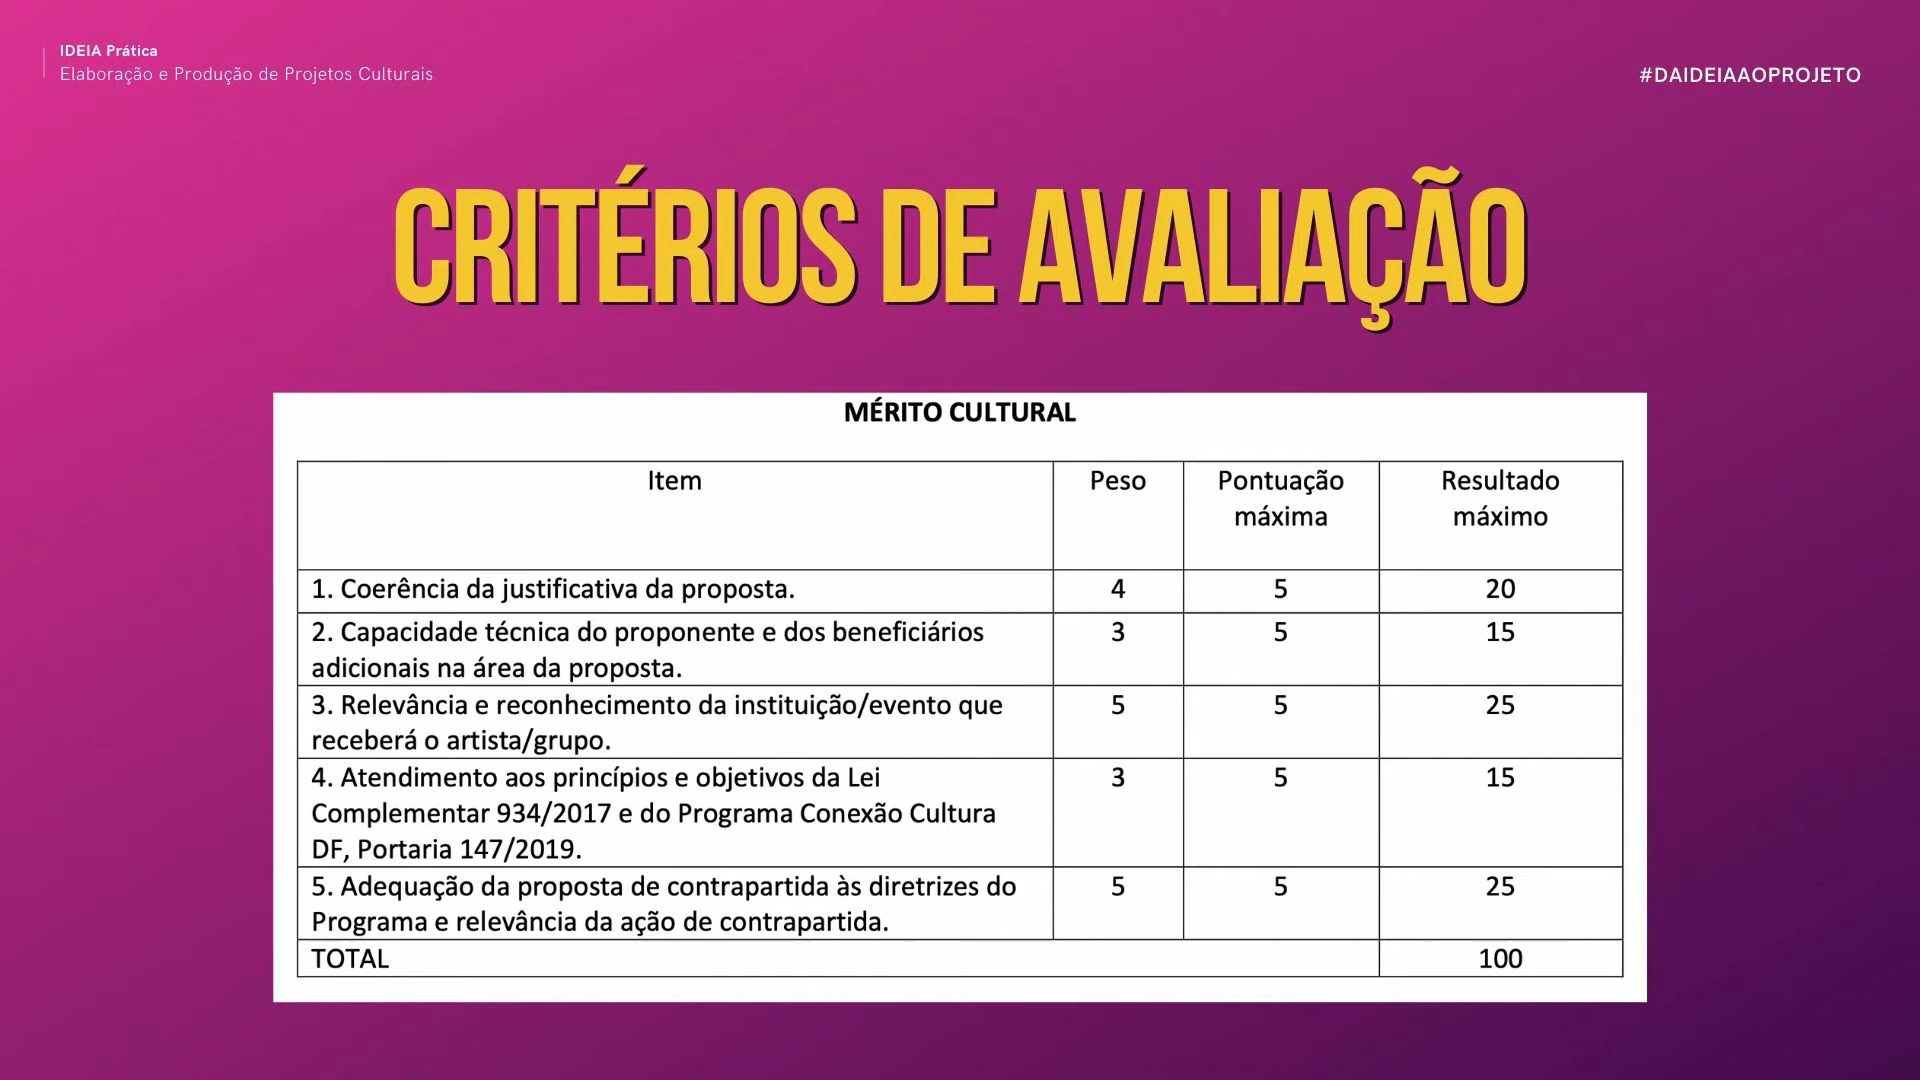 IDEIA Prática
Elaboração e Produção de Projetos Culturais
#DAIDEIAAOPROJETO
CRITÉRIOS DE AVALIAÇÃO
MÉRITO CULTURAL
Item Peso Pontuação máxima Resultado máximo
1. Coerência da justificativa da proposta. 4 5 20
2. Capacidade técnica do proponente e dos beneficiários 3 5 15
adicionais na área da proposta.
3. Relevância e reconhecimento da instituição/evento que 5 5 25
receberá o artista/grupo.
4. Atendimento aos princípios e objetivos da Lei 3 5 15
Complementar 934/2017 e do Programa Conexão Cultura
DF, Portaria 147/2019.
5. Adequação da proposta de contrapartida às diretrizes do 5 5 25
Programa e relevância da ação de contrapartida.
TOTAL 100